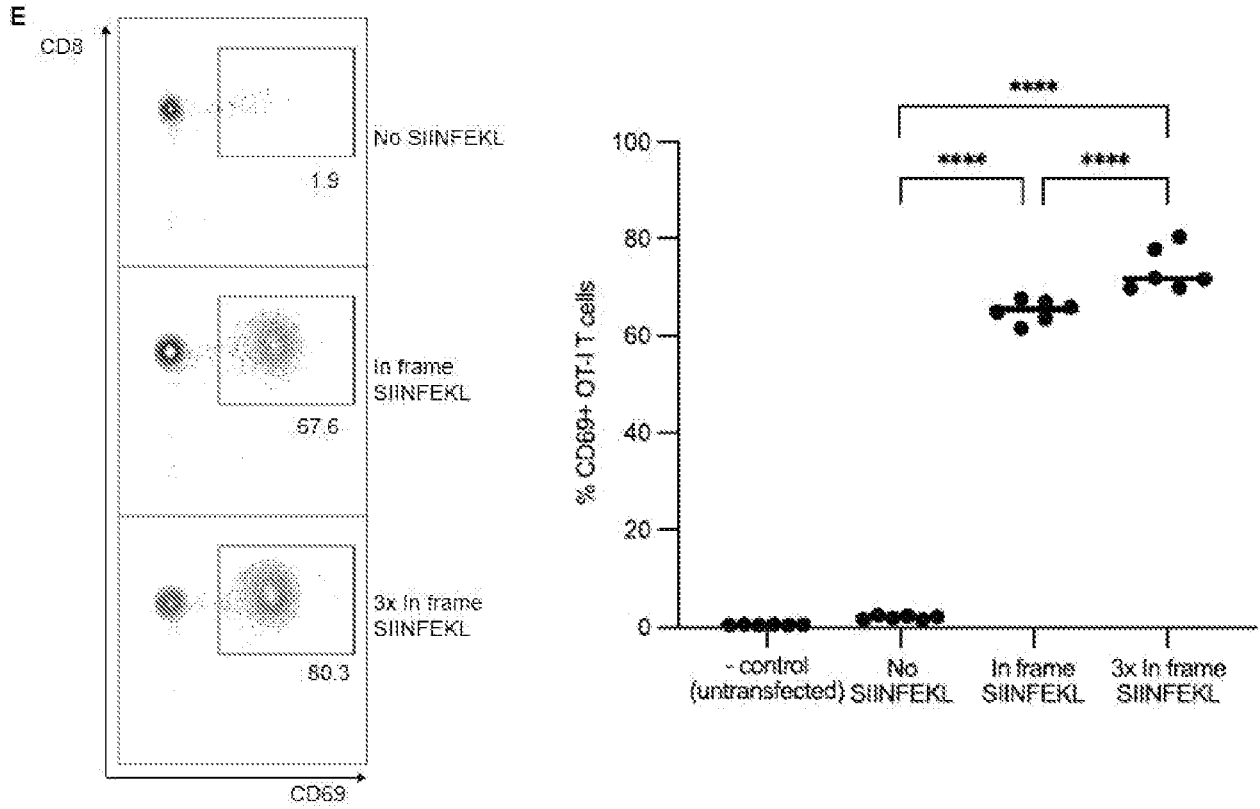 E
CD8
No SIINFEKL
1.9
In frame
SIINFEKL
67.6
3x In frame
SIINFEKL
80.3
CD69
****
****
****
100
80
60
40
20
0
% CD69+ OT-I T cells
- control
(untransfected)
No
SIINFEKL
In frame
SIINFEKL
3x In frame
SIINFEKL